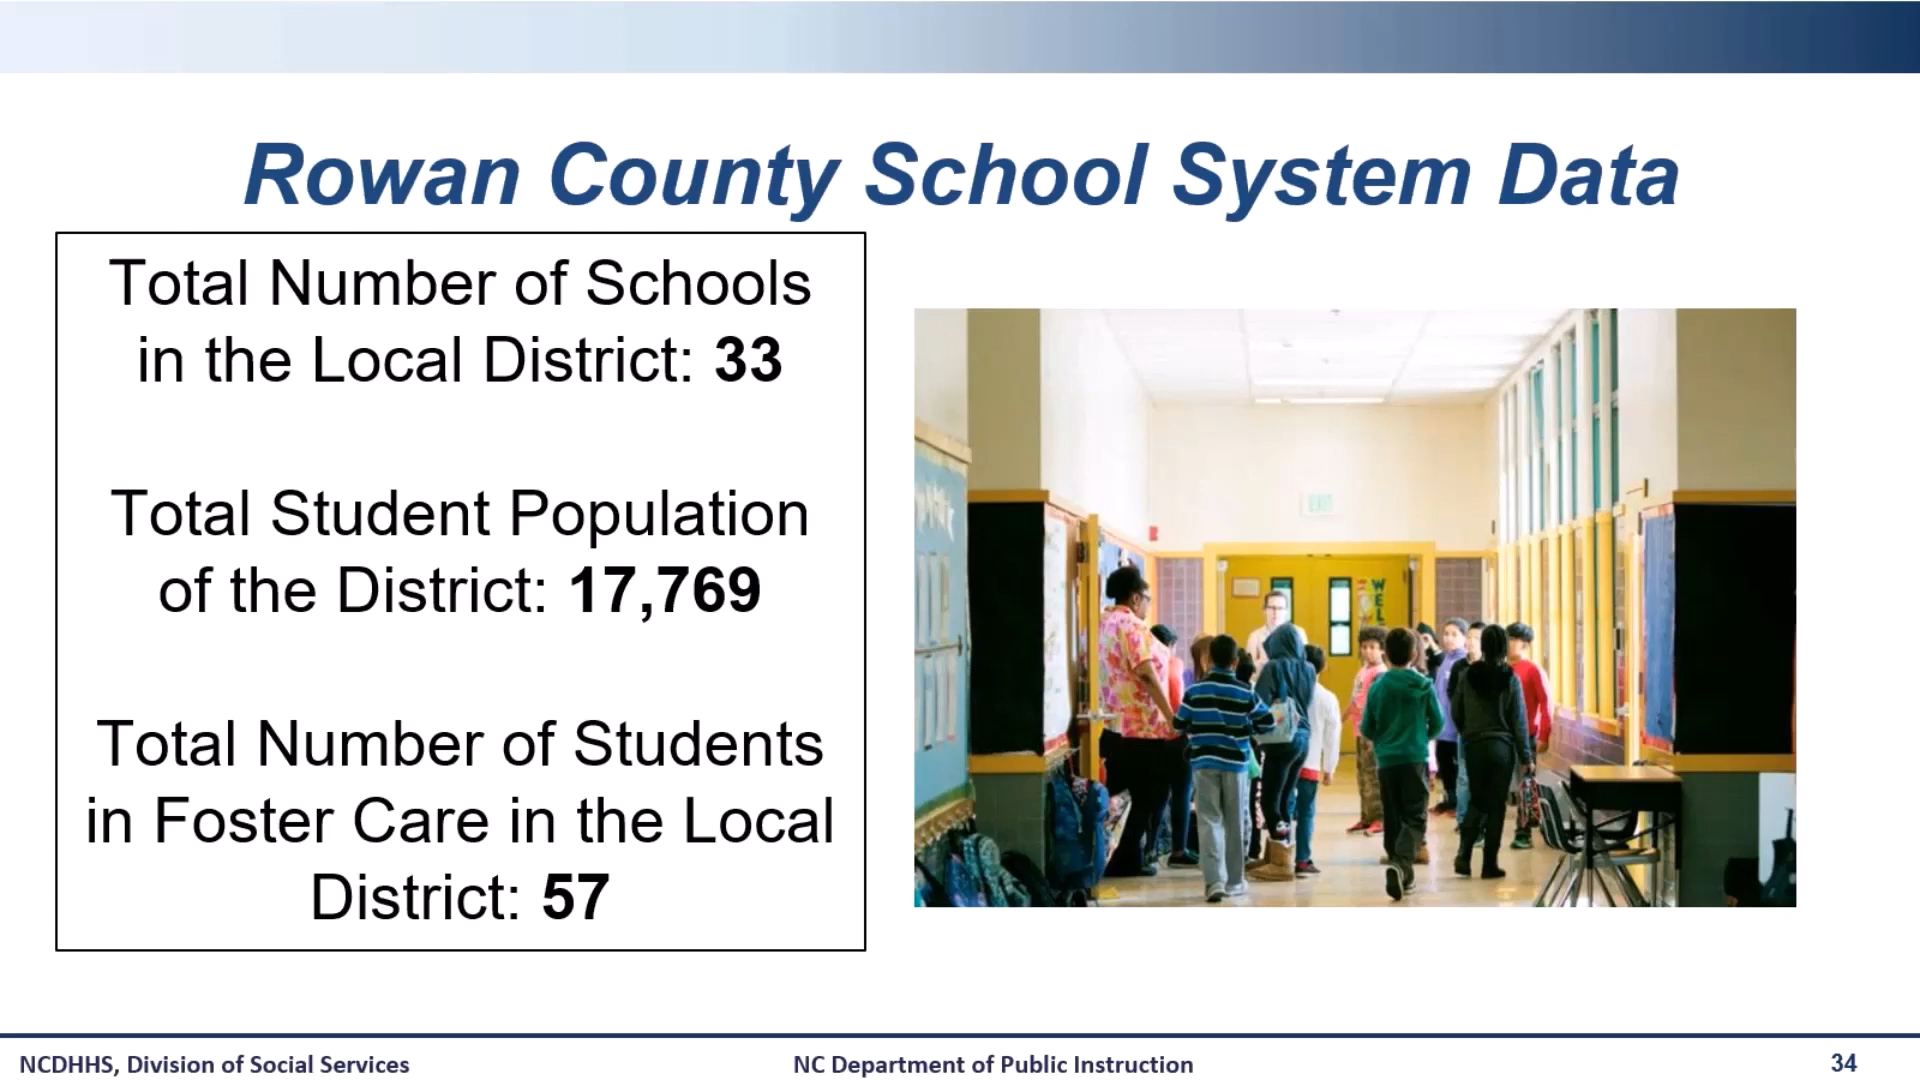 Rowan County School System Data
Total Number of Schools
in the Local District: 33
Total Student Population
of the District: 17,769
Total Number of Students
in Foster Care in the Local
District: 57
EXIT
WEL
NCDHHS, Division of Social Services
NC Department of Public Instruction
34